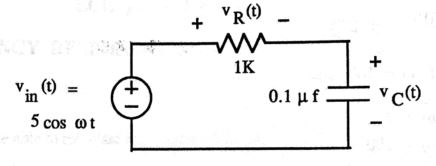 + v_R(t) −
1K
v_in(t) =
5 cos ωt
+
−
0.1 μf
+
v_C(t)
−